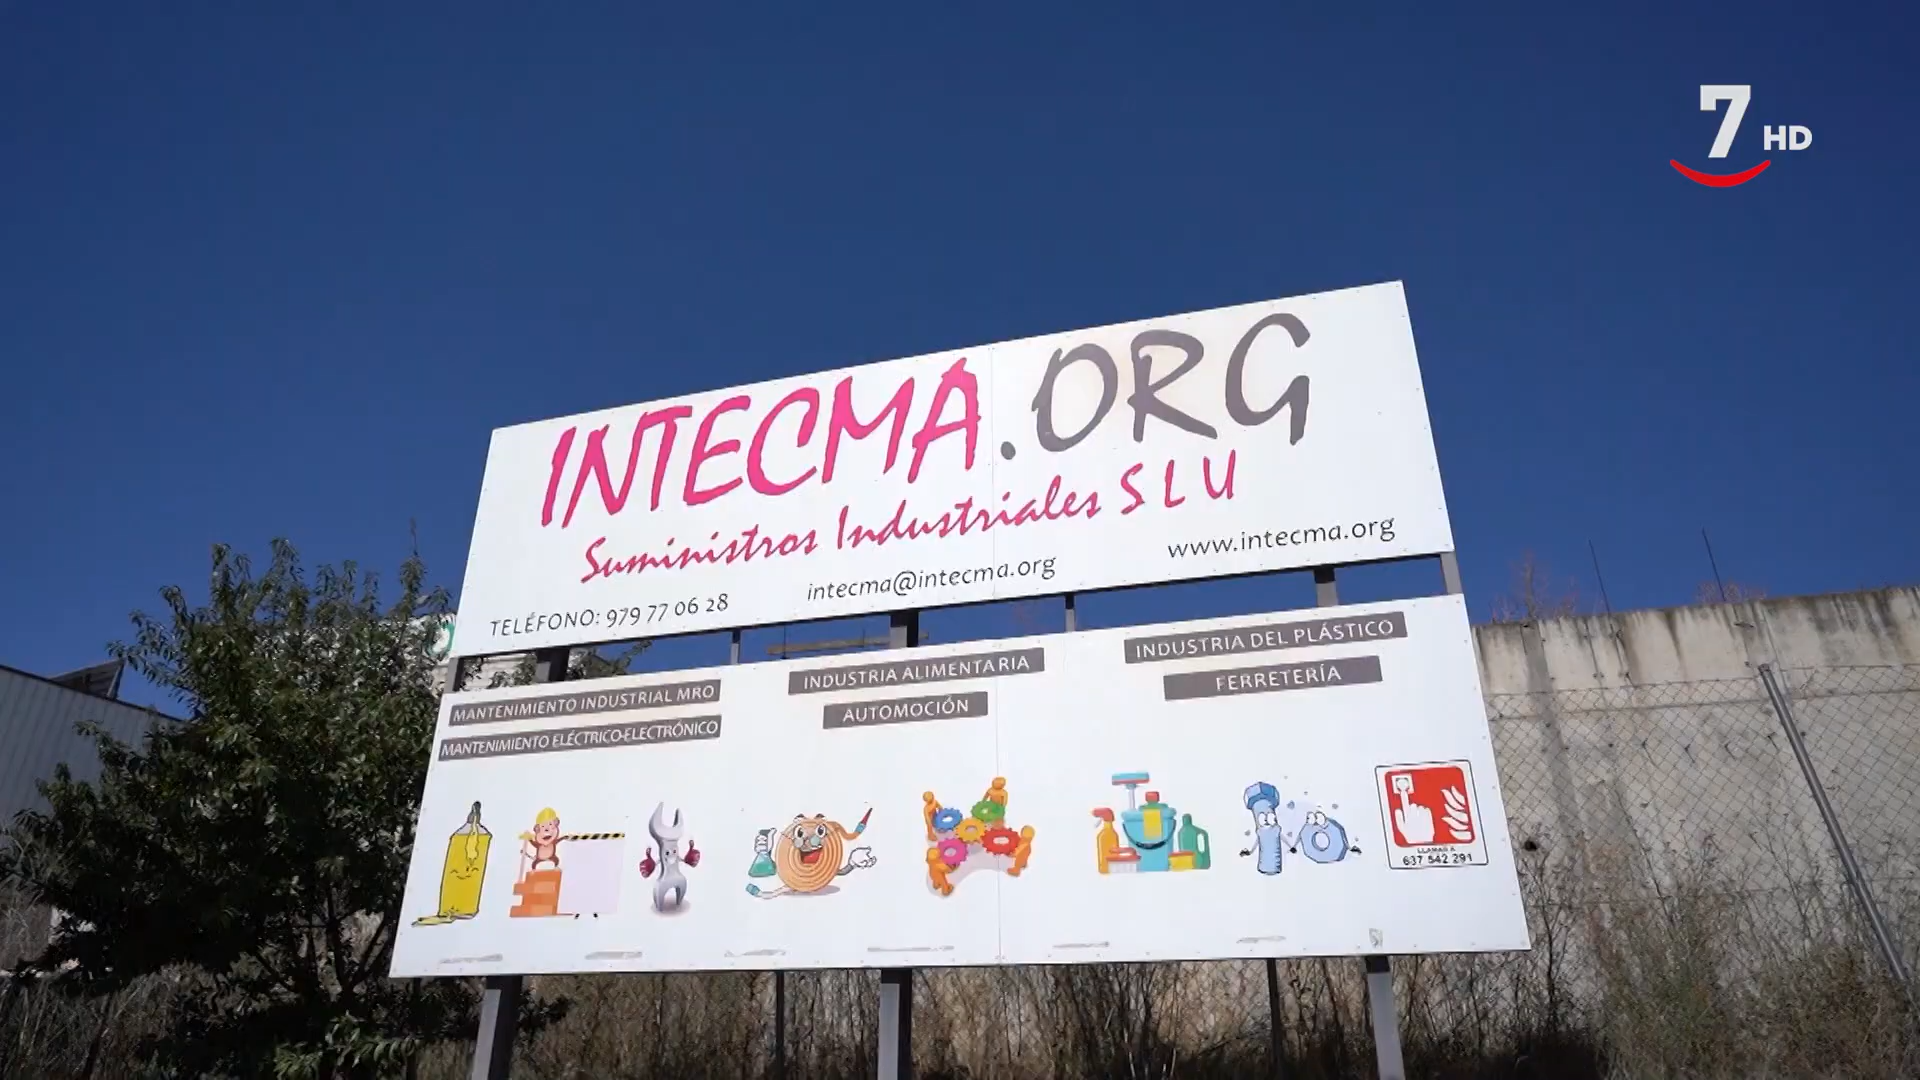 7 HD
INTECMA.ORG
Suministros Industriales S L U
TELÉFONO: 979 77 06 28
intecma@intecma.org
www.intecma.org
MANTENIMIENTO INDUSTRIAL MRO
MANTENIMIENTO ELÉCTRICO-ELECTRÓNICO
INDUSTRIA ALIMENTARIA
AUTOMOCIÓN
INDUSTRIA DEL PLÁSTICO
FERRETERÍA
LLAMAR A
637 542 291